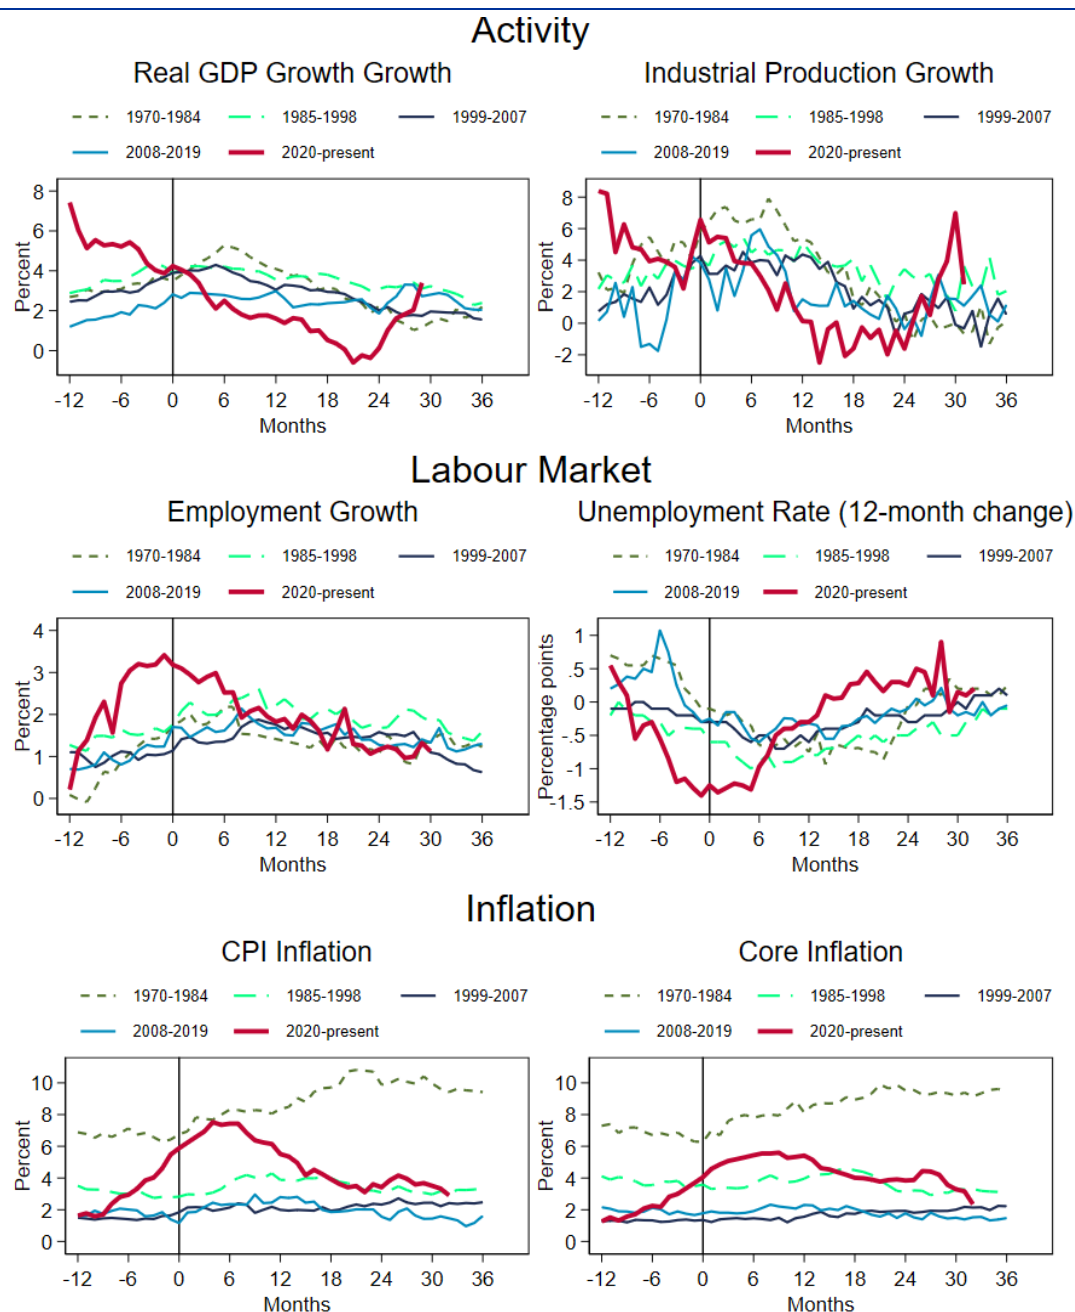 Activity
Real GDP Growth Growth
1970-1984 1985-1998 1999-2007
2008-2019 2020-present
Percent
8
6
4
2
0
-12 -6 0 6 12 18 24 30 36
Months
Industrial Production Growth
1970-1984 1985-1998 1999-2007
2008-2019 2020-present
Percent
8
6
4
2
0
-2
-12 -6 0 6 12 18 24 30 36
Months
Labour Market
Employment Growth
1970-1984 1985-1998 1999-2007
2008-2019 2020-present
Percent
4
3
2
1
0
-12 -6 0 6 12 18 24 30 36
Months
Unemployment Rate (12-month change)
1970-1984 1985-1998 1999-2007
2008-2019 2020-present
Percentage points
1
.5
0
-.5
-1
-1.5
-12 -6 0 6 12 18 24 30 36
Months
Inflation
CPI Inflation
1970-1984 1985-1998 1999-2007
2008-2019 2020-present
Percent
10
8
6
4
2
0
-12 -6 0 6 12 18 24 30 36
Months
Core Inflation
1970-1984 1985-1998 1999-2007
2008-2019 2020-present
Percent
10
8
6
4
2
0
-12 -6 0 6 12 18 24 30 36
Months